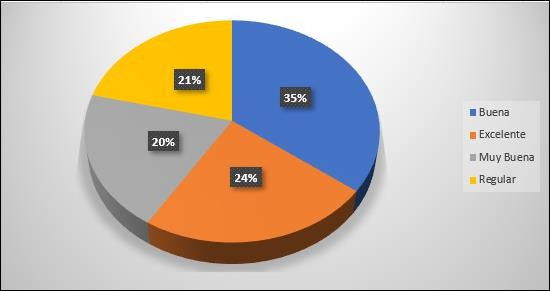 21%
35%
20%
24%
Buena
Excelente
Muy Buena
Regular